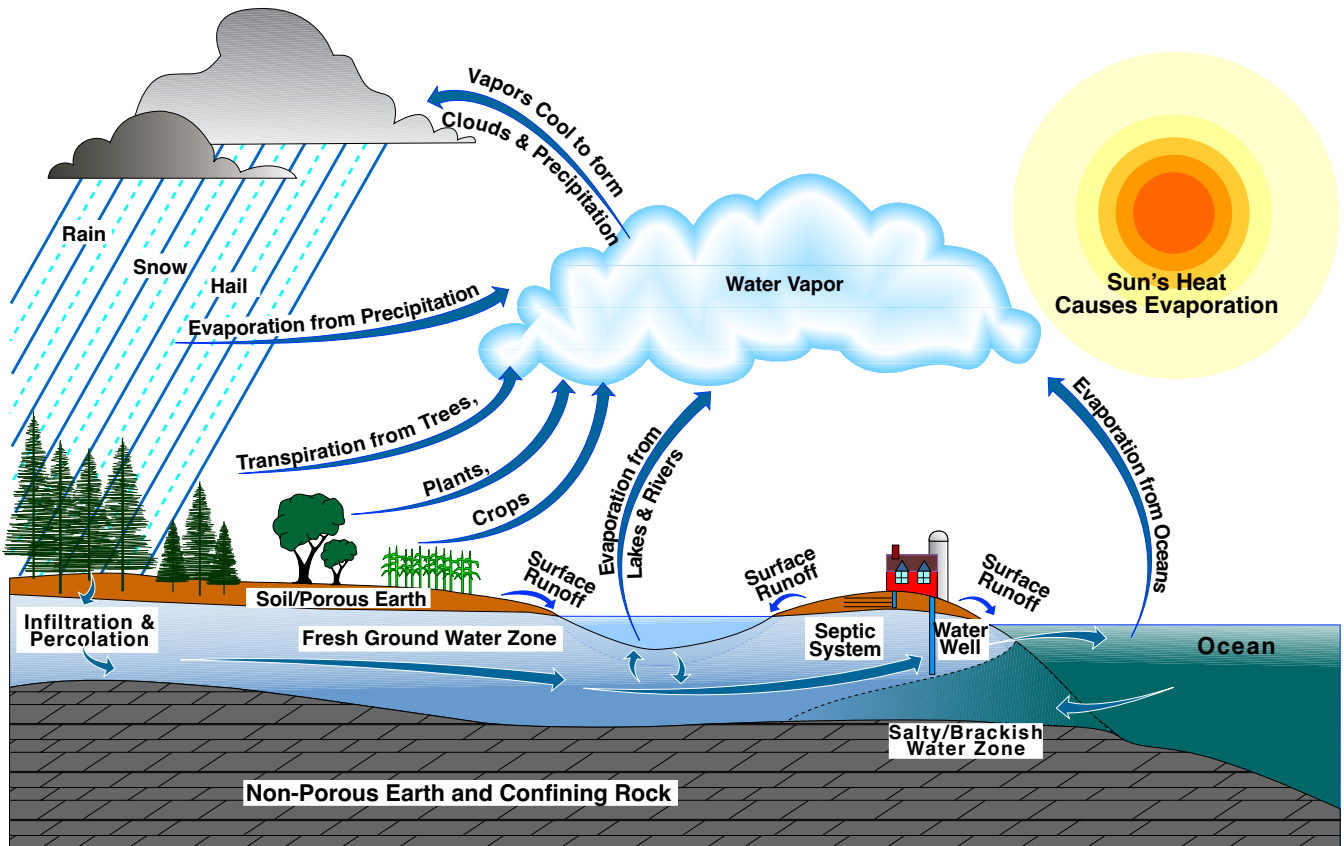 Vapors Cool to form
Clouds & Precipitation
Rain
Snow
Hail
Water Vapor
Sun's Heat
Causes Evaporation
Evaporation from Precipitation
Transpiration from Trees,
Plants,
Crops
Evaporation from
Lakes & Rivers
Evaporation from Oceans
Surface
Runoff
Surface
Runoff
Surface
Runoff
Soil/Porous Earth
Infiltration &
Percolation
Fresh Ground Water Zone
Septic
System
Water
Well
Ocean
Salty/Brackish
Water Zone
Non-Porous Earth and Confining Rock